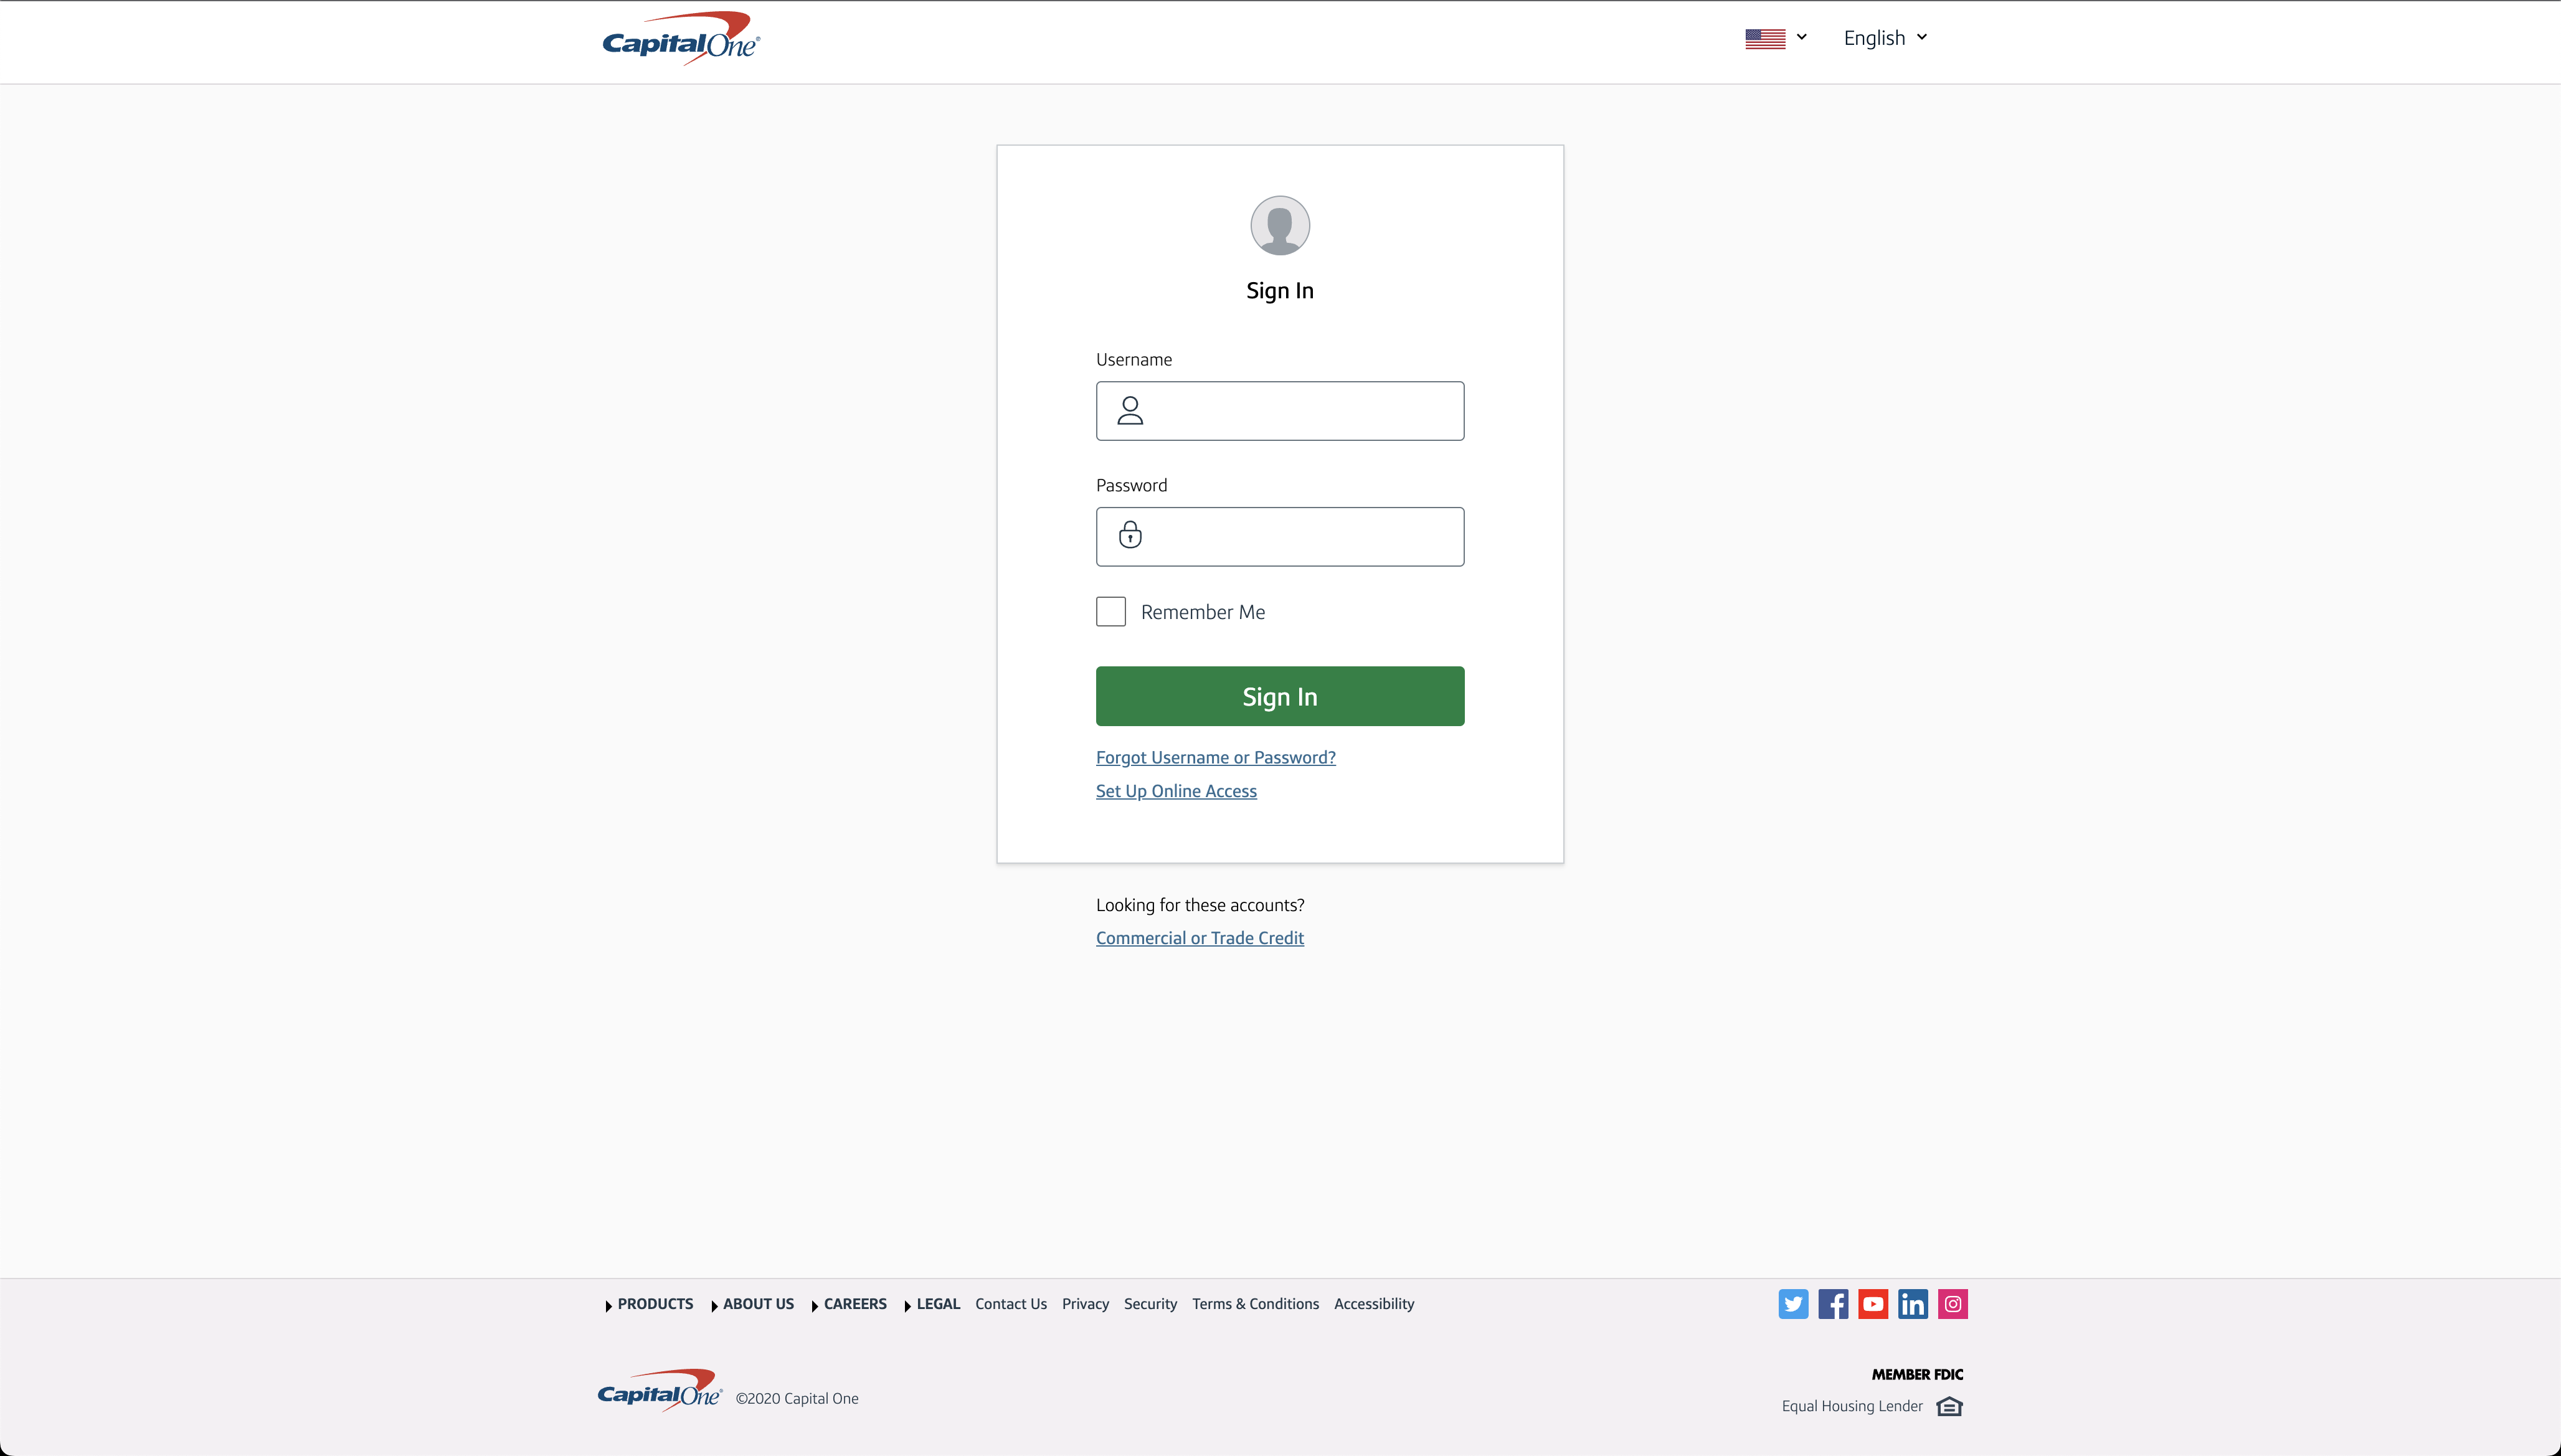 CapitalOne®
English
Sign In
Username
Password
Remember Me
Sign In
Forgot Username or Password?
Set Up Online Access
Looking for these accounts?
Commercial or Trade Credit
PRODUCTS ABOUT US CAREERS LEGAL Contact Us Privacy Security Terms & Conditions Accessibility
MEMBER FDIC
CapitalOne® ©2020 Capital One
Equal Housing Lender